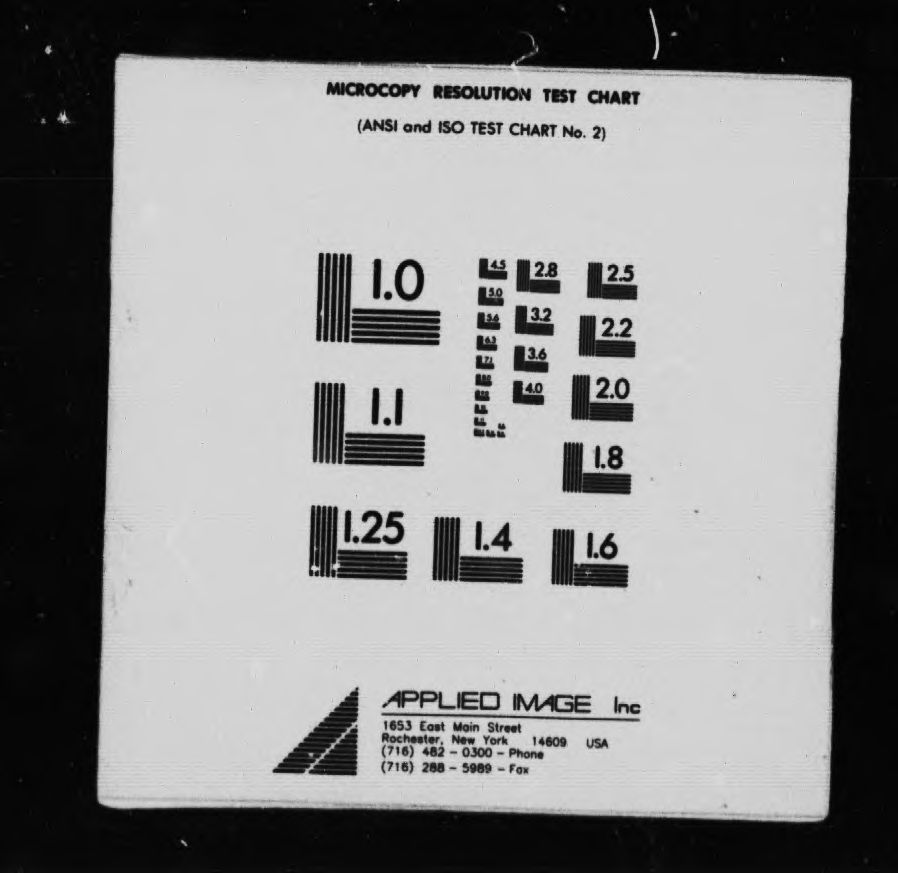 MICROCOPY RESOLUTION TEST CHART
(ANSI and ISO TEST CHART No. 2)
1.0
4.5
2.8
2.5
5.0
5.6
3.2
2.2
6.3
7.1
3.6
4.0
2.0
1.1
1.8
1.25
1.4
1.6
APPLIED IMAGE Inc
1653 East Main Street
Rochester, New York 14609 USA
(716) 482 - 0300 - Phone
(716) 288 - 5989 - Fax